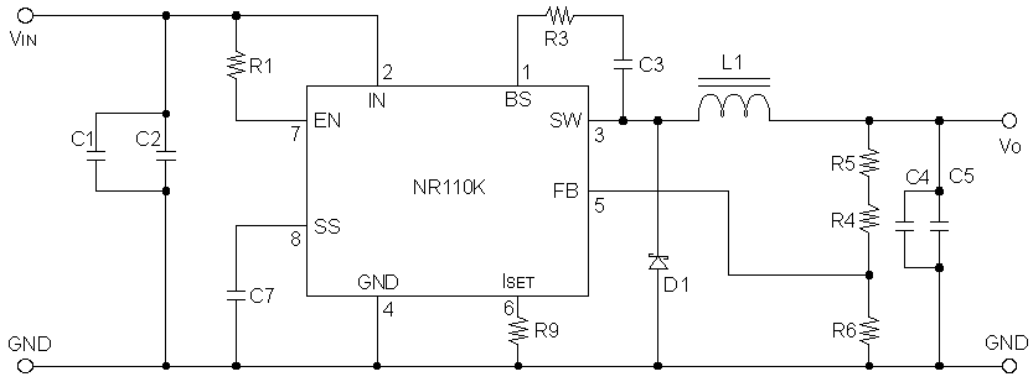 VIN
R1
R3
C3
L1
2
1
IN
BS
EN
7
SW
3
C1
C2
Vo
R5
C4
C5
NR110K
FB
5
R4
SS
8
GND
ISET
D1
C7
4
6
R9
R6
GND
GND